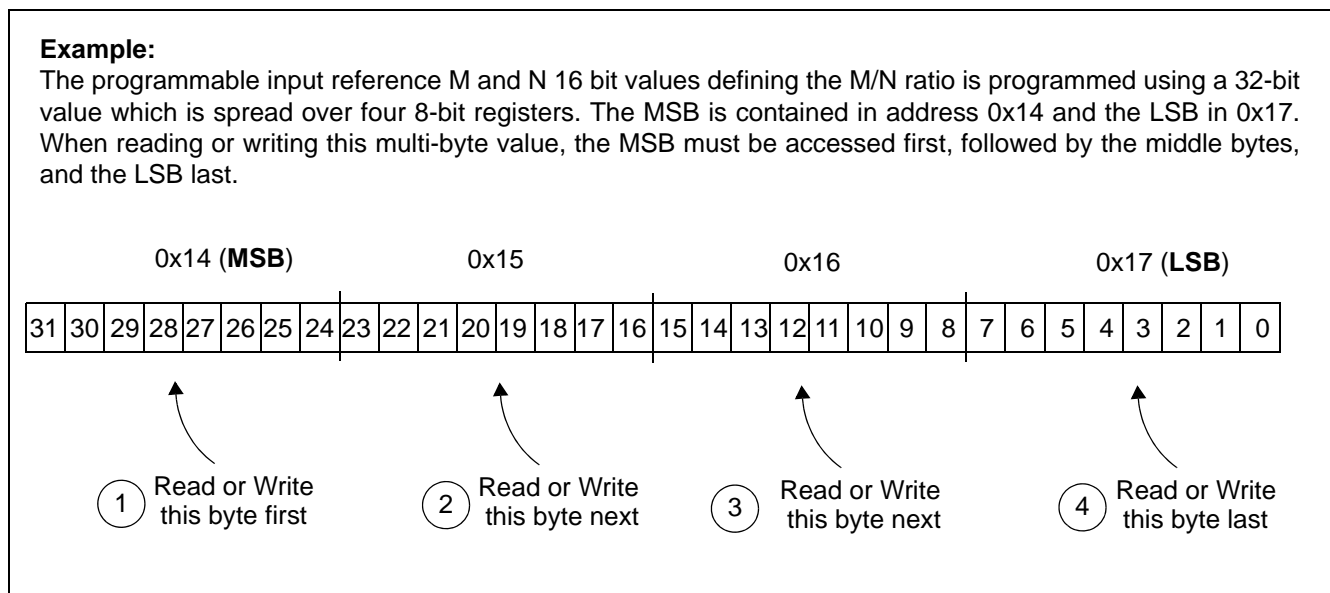 Example:
The programmable input reference M and N 16 bit values defining the M/N ratio is programmed using a 32-bit
value which is spread over four 8-bit registers. The MSB is contained in address 0x14 and the LSB in 0x17.
When reading or writing this multi-byte value, the MSB must be accessed first, followed by the middle bytes,
and the LSB last.
0x14 (MSB) 0x15 0x16 0x17 (LSB)
31 30 29 28 27 26 25 24 23 22 21 20 19 18 17 16 15 14 13 12 11 10 9 8 7 6 5 4 3 2 1 0
1 Read or Write
this byte first
2 Read or Write
this byte next
3 Read or Write
this byte next
4 Read or Write
this byte last